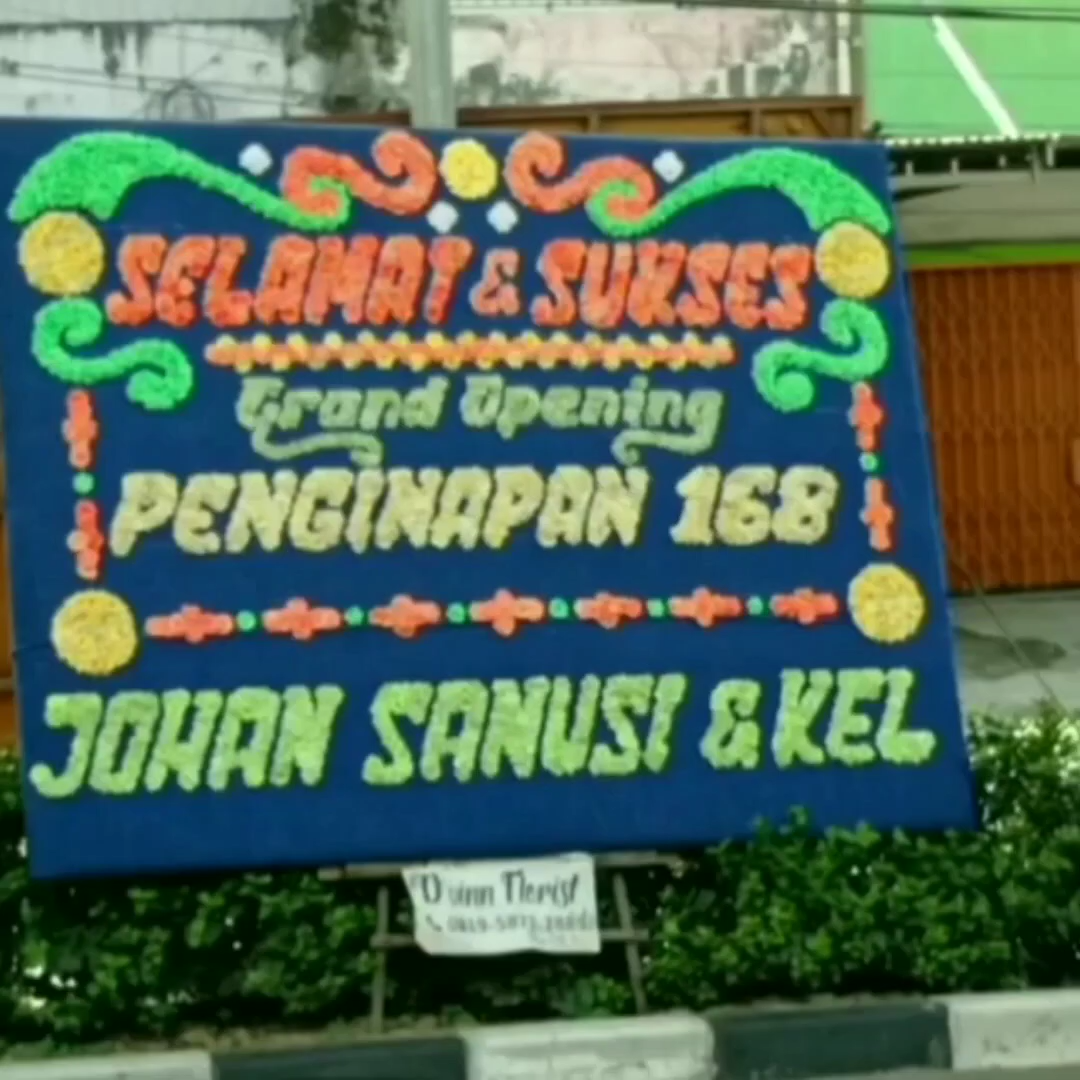 SELAMAT & SUKSES
Grand Opening
PENGINAPAN 168
JOHAN SANUSI & KEL
Florist